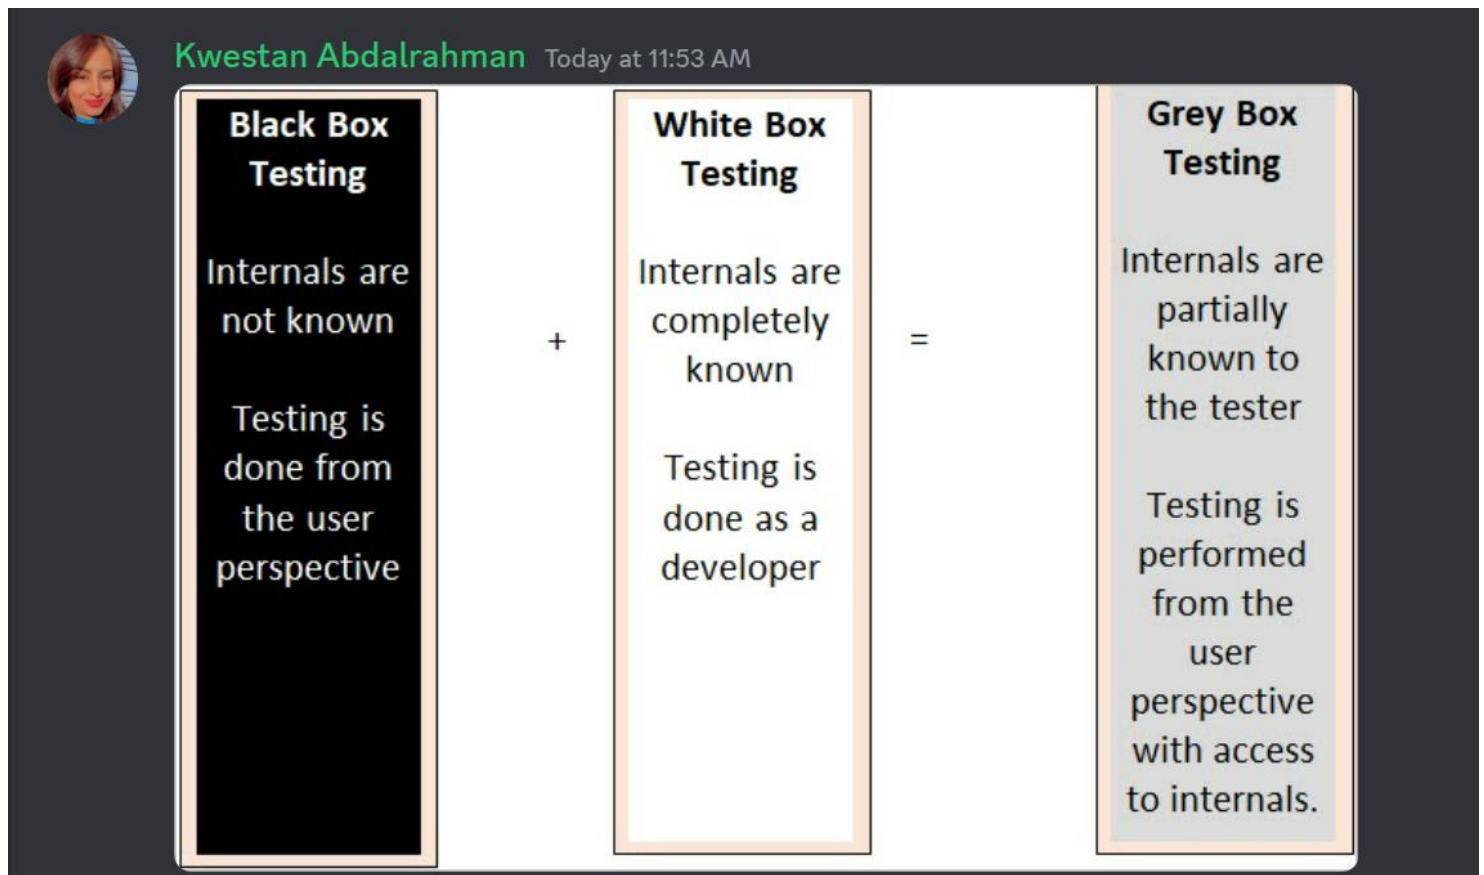 Kwestan Abdalrahman Today at 11:53 AM
Black Box
Testing
Internals are
not known
Testing is
done from
the user
perspective
+
White Box
Testing
Internals are
completely
known
Testing is
done as a
developer
=
Grey Box
Testing
Internals are
partially
known to
the tester
Testing is
performed
from the
user
perspective
with access
to internals.